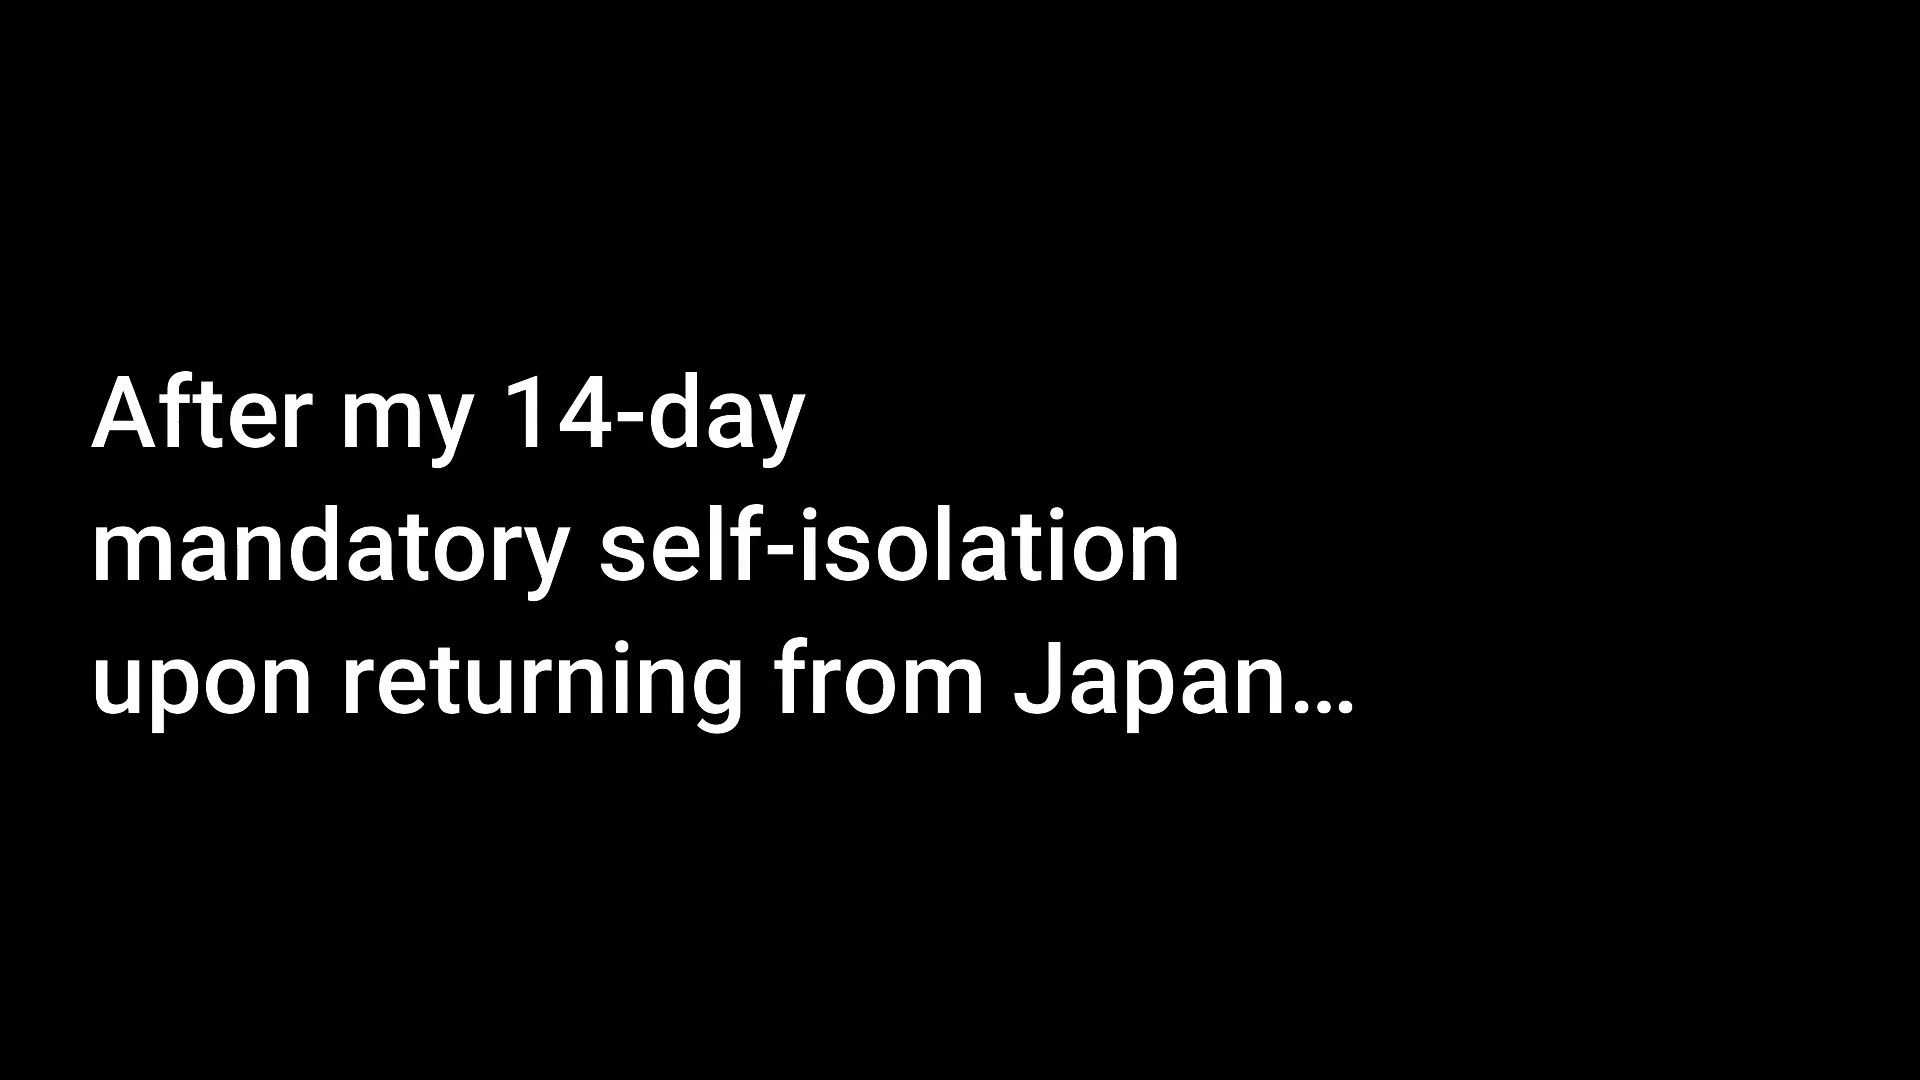 After my 14-day
mandatory self-isolation
upon returning from Japan…